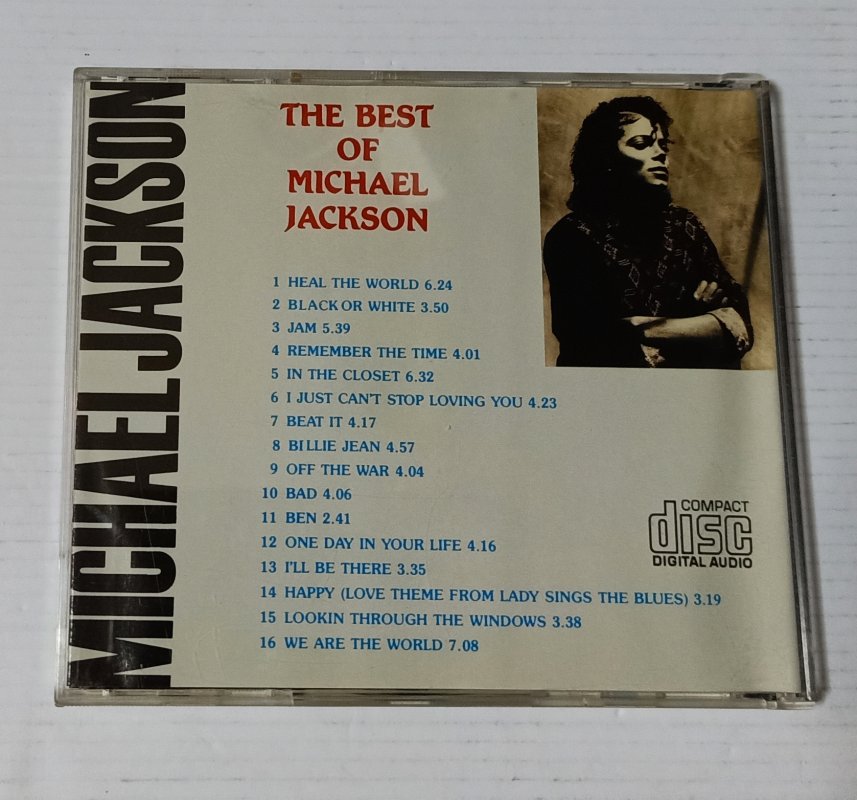 MICHAEL JACKSON
THE BEST
OF
MICHAEL
JACKSON
1 HEAL THE WORLD 6.24
2 BLACK OR WHITE 3.50
3 JAM 5.39
4 REMEMBER THE TIME 4.01
5 IN THE CLOSET 6.32
6 I JUST CAN'T STOP LOVING YOU 4.23
7 BEAT IT 4.17
8 BILLIE JEAN 4.57
9 OFF THE WAR 4.04
10 BAD 4.06
11 BEN 2.41
12 ONE DAY IN YOUR LIFE 4.16
13 I'LL BE THERE 3.35
14 HAPPY (LOVE THEME FROM LADY SINGS THE BLUES) 3.19
15 LOOKIN THROUGH THE WINDOWS 3.38
16 WE ARE THE WORLD 7.08
COMPACT
disc
DIGITAL AUDIO